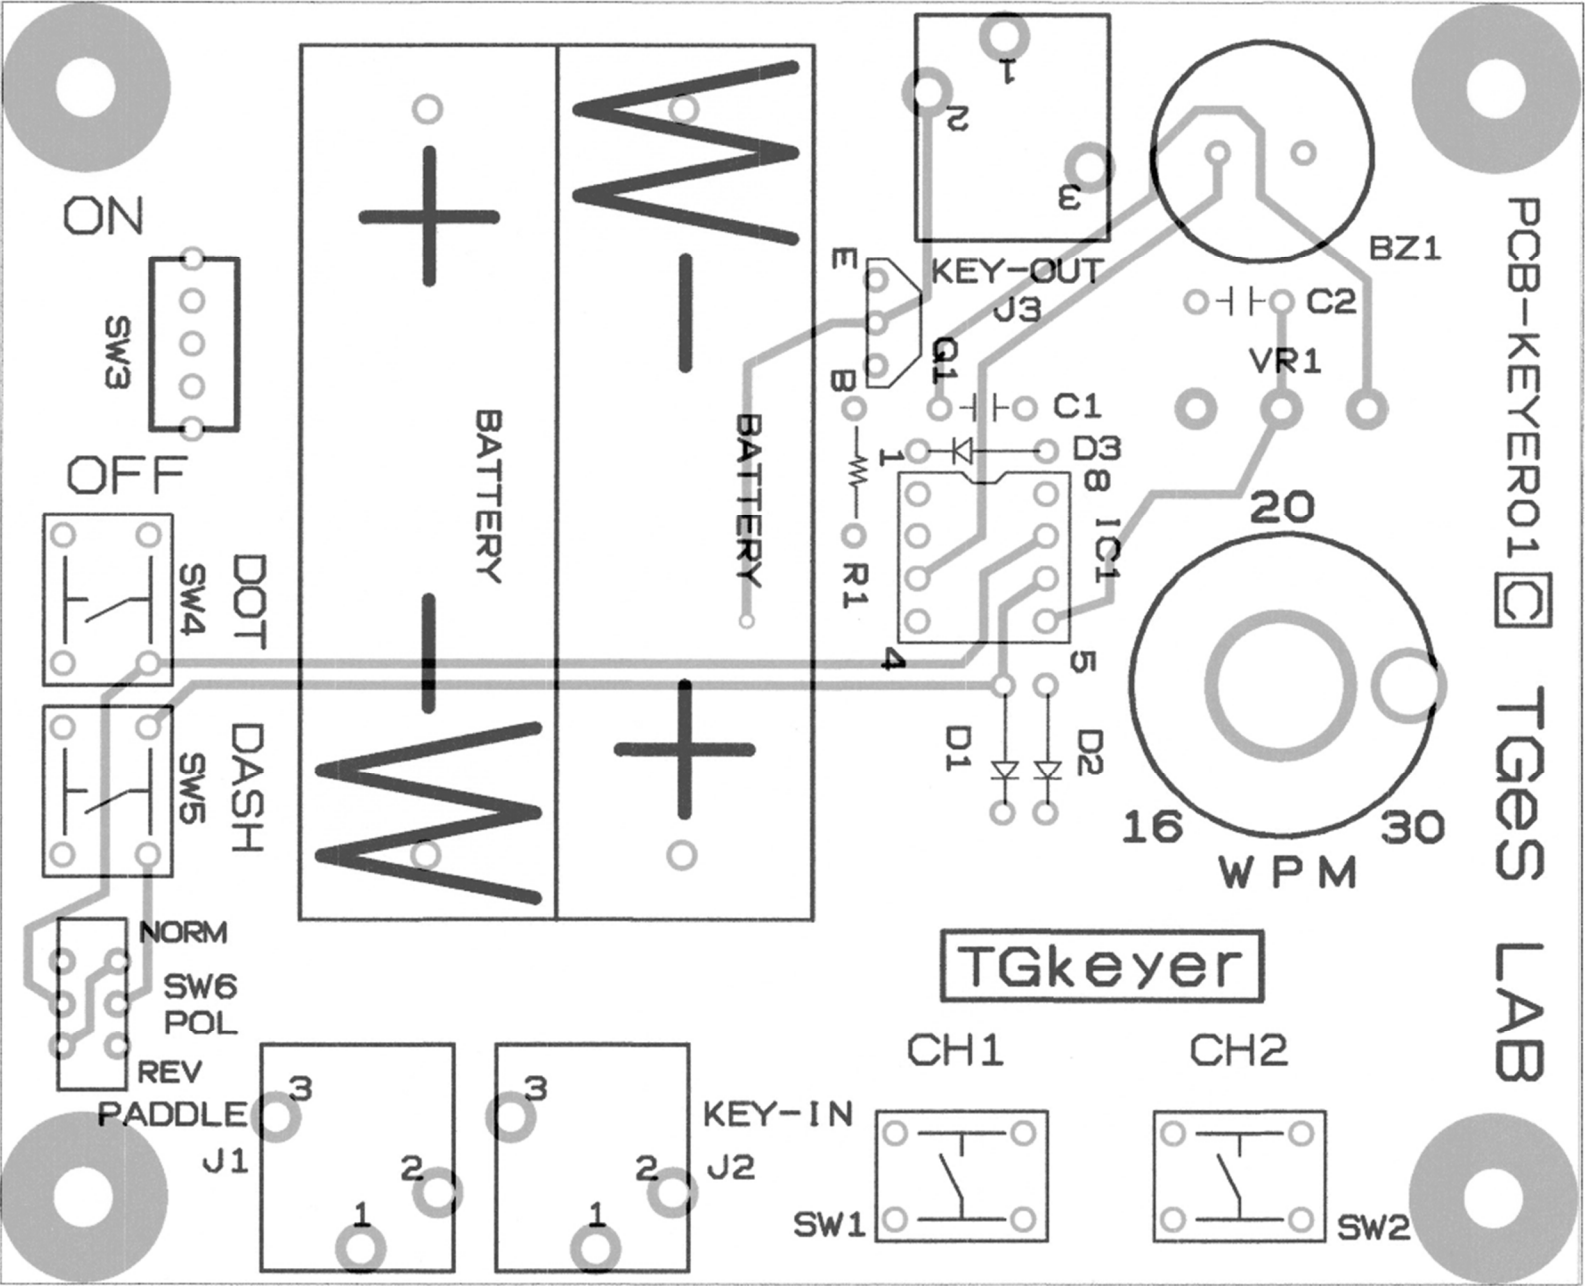 1
2
3
ON
BZ1
E
KEY-OUT
J3
C2
PCB-KEYER01C
SW3
Q1
VR1
B
C1
BATTERY
BATTERY
1
D3
8
OFF
20
IC1
DOT
SW4
R1
4
5
TGeS LAB
DASH
SW5
D1
D2
16
30
WPM
NORM
SW6
POL
REV
TGkeyer
CH1
CH2
3
3
PADDLE
KEY-IN
J1
2
2
J2
1
1
SW1
SW2